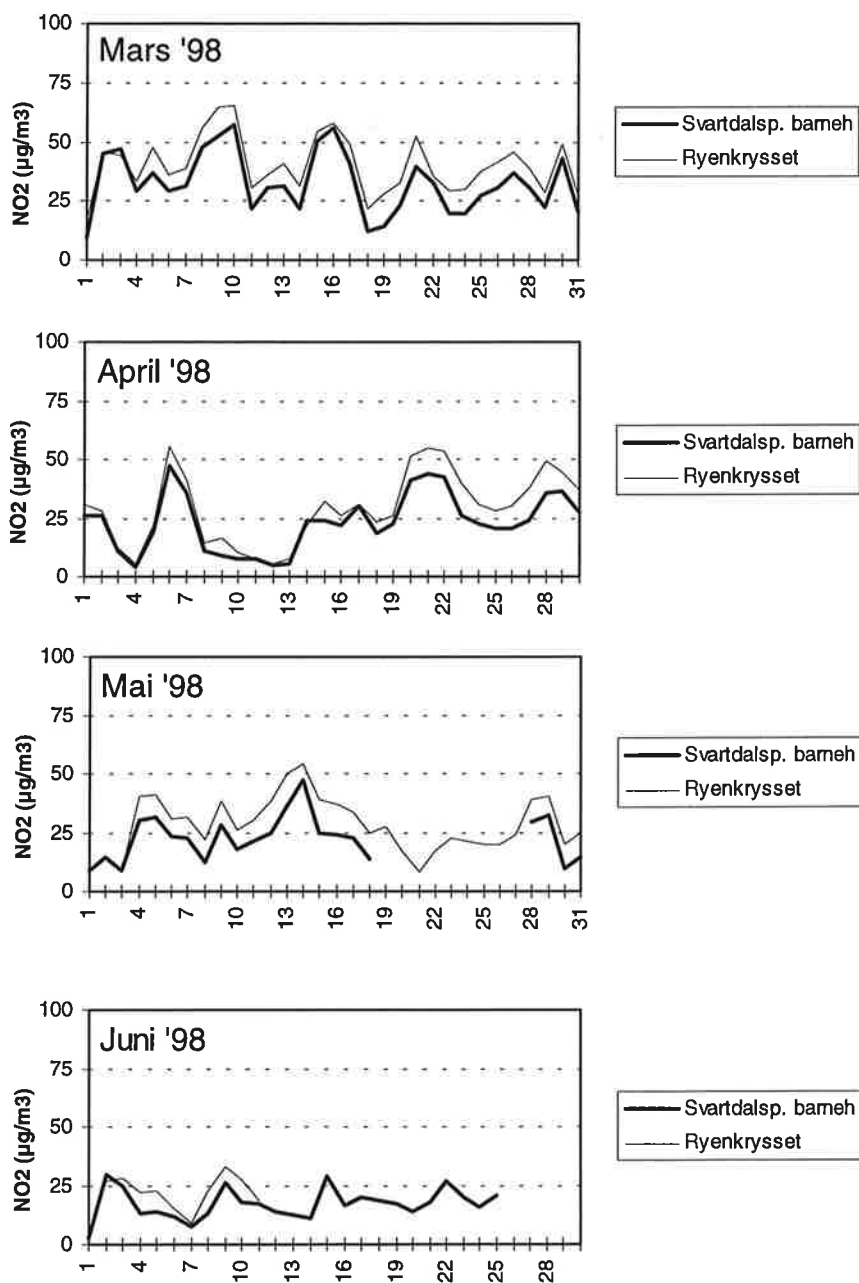 Mars '98
NO2 (µg/m3)
100
75
50
25
0
1 4 7 10 13 16 19 22 25 28 31
Svartdalsp. barneh
Ryenkrysset
April '98
NO2 (µg/m3)
100
75
50
25
0
1 4 7 10 13 16 19 22 25 28
Svartdalsp. barneh
Ryenkrysset
Mai '98
NO2 (µg/m3)
100
75
50
25
0
1 4 7 10 13 16 19 22 25 28 31
Svartdalsp. barneh
Ryenkrysset
Juni '98
NO2 (µg/m3)
100
75
50
25
0
1 4 7 10 13 16 19 22 25 28
Svartdalsp. barneh
Ryenkrysset